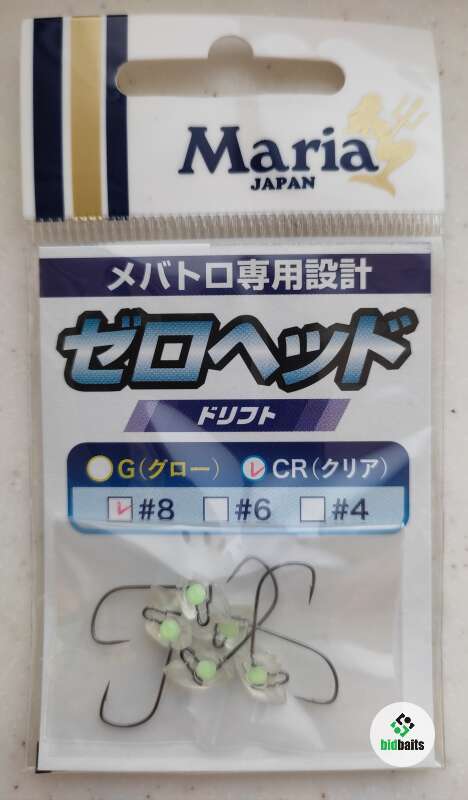 Maria
JAPAN
メバトロ専用設計
ゼロヘッド
ドリフト
G(グロー) CR(クリア)
#8 #6 #4
bidbaits